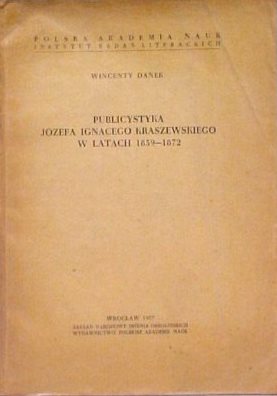 POLSKA AKADEMIA NAUK
INSTYTUT BADAŃ LITERACKICH
WINCENTY DANEK
PUBLICYSTYKA
JÓZEFA IGNACEGO KRASZEWSKIEGO
W LATACH 1859—1872
WROCŁAW 1957
ZAKŁAD NARODOWY IMIENIA OSSOLIŃSKICH
WYDAWNICTWO POLSKIEJ AKADEMII NAUK